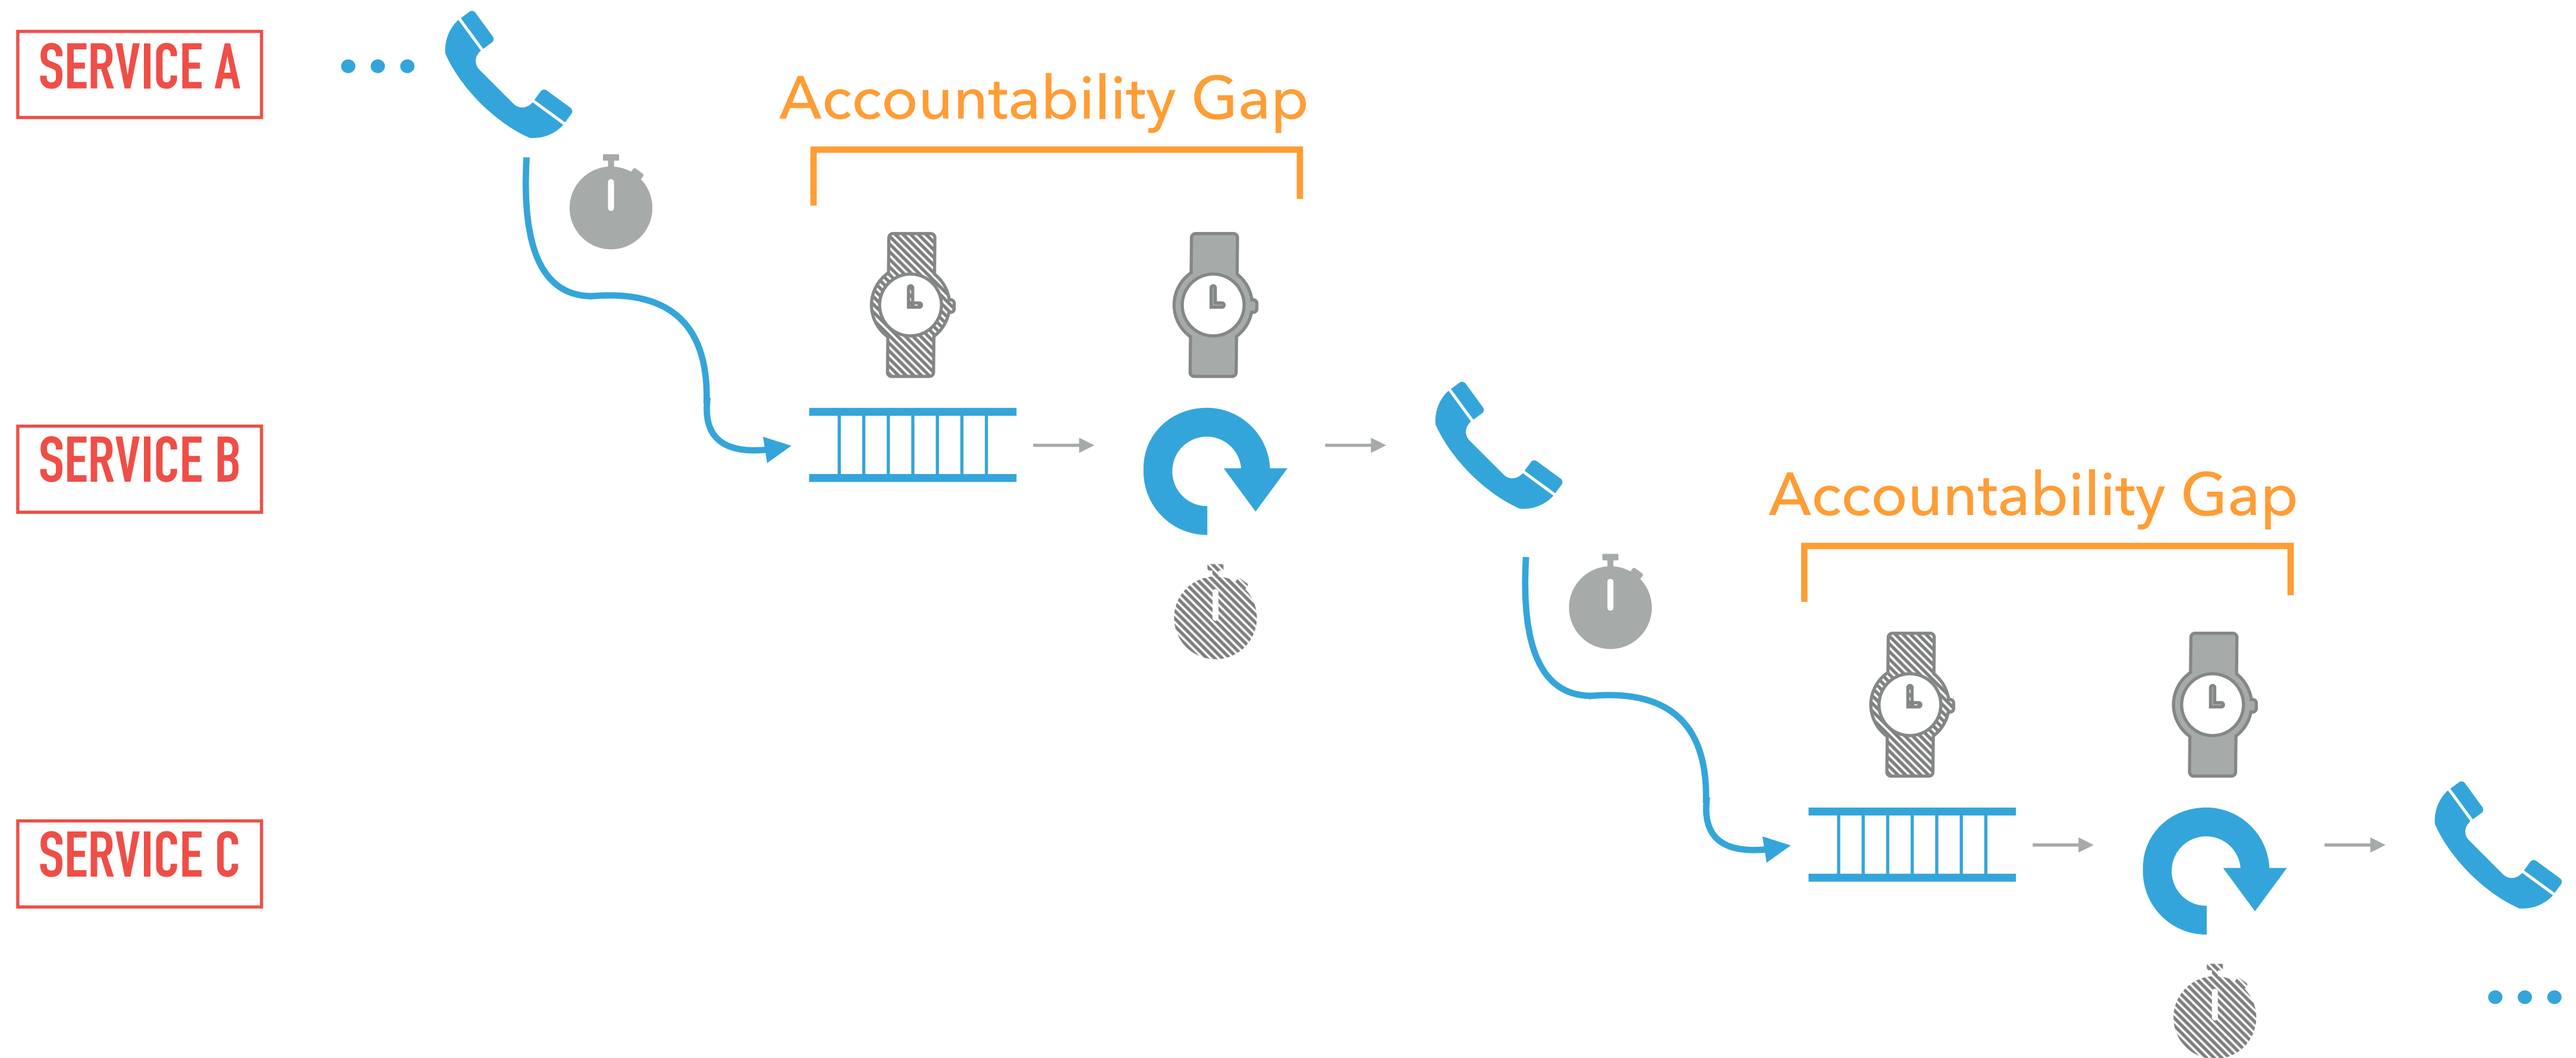 SERVICE A
Accountability Gap
SERVICE B
Accountability Gap
SERVICE C